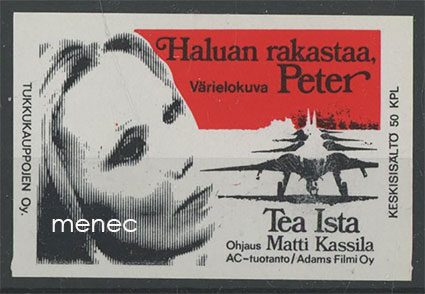 TUKKUKAUPPOJEN Oy.
Haluan rakastaa,
Värielokuva Peter
Tea Ista
Ohjaus Matti Kassila
AC-tuotanto/Adams Filmi Oy
KESKISISÄLTÖ 50 KPL
menec